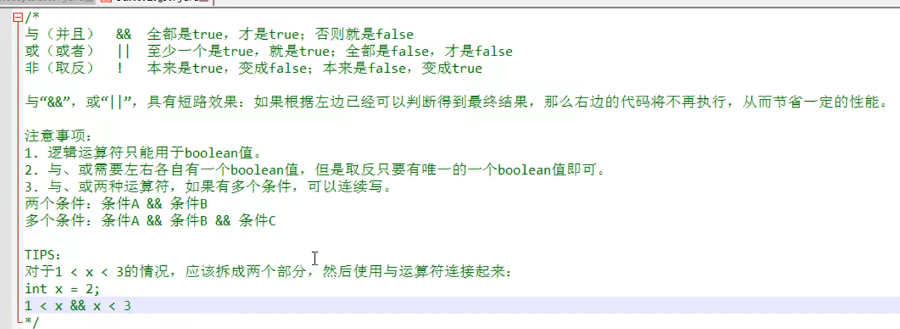 /*
与（并且） && 全都是true，才是true；否则就是false
或（或者） || 至少一个是true，就是true；全都是false，才是false
非（取反） ! 本来是true，变成false；本来是false，变成true
与“&&”，或“||”，具有短路效果：如果根据左边已经可以判断得到最终结果，那么右边的代码将不再执行，从而节省一定的性能。
注意事项：
1. 逻辑运算符只能用于boolean值。
2. 与、或需要左右各自有一个boolean值，但是取反只要有唯一的一个boolean值即可。
3. 与、或两种运算符，如果有多个条件，可以连续写。
两个条件：条件A && 条件B
多个条件：条件A && 条件B && 条件C
TIPS:
对于1 < x < 3的情况，应该拆成两个部分，然后使用与运算符连接起来：
int x = 2;
1 < x && x < 3
*/